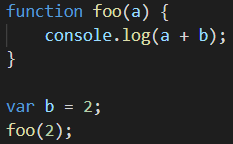 function foo(a) {
    console.log(a + b);
}

var b = 2;
foo(2);